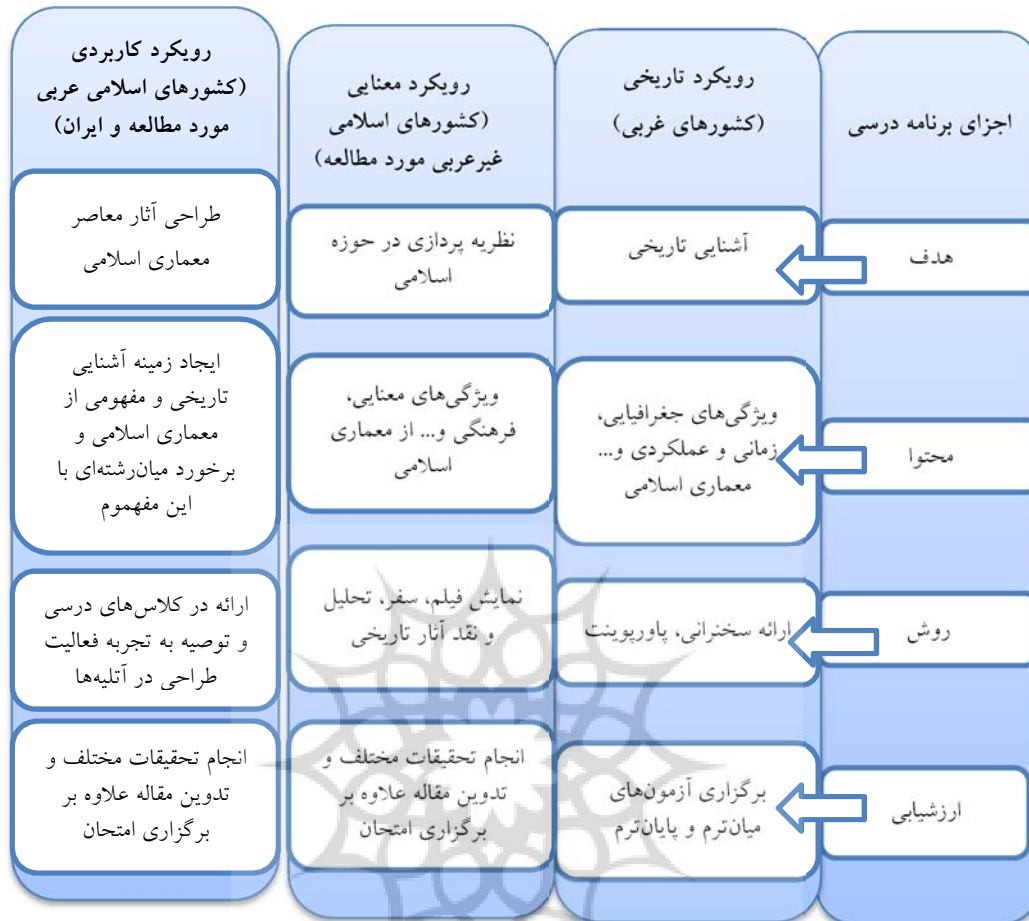 اجزای برنامه درسی
هدف
محتوا
روش
ارزشیابی
رویکرد تاریخی
(کشورهای غربی)
آشنایی تاریخی
ویژگی‌های جغرافیایی،
زمانی و عملکردی و...
معماری اسلامی
ارائه سخنرانی، پاورپوینت
برگزاری آزمون‌های
میان‌ترم و پایان‌ترم
رویکرد معنایی
(کشورهای اسلامی
غیرعربی مورد مطالعه)
نظریه پردازی در حوزه
اسلامی
ویژگی‌های معنایی،
فرهنگی و... از معماری
اسلامی
نمایش فیلم، سفر، تحلیل
و نقد آثار تاریخی
انجام تحقیقات مختلف و
تدوین مقاله علاوه بر
برگزاری امتحان
رویکرد کاربردی
(کشورهای اسلامی عربی
مورد مطالعه و ایران)
طراحی آثار معاصر
معماری اسلامی
ایجاد زمینه آشنایی
تاریخی و مفهومی از
معماری اسلامی و
برخورد میان‌رشته‌ای با
این مفهموم
ارائه در کلاس‌های درسی
و توصیه به تجربه فعالیت
طراحی در آتلیه‌ها
انجام تحقیقات مختلف و
تدوین مقاله علاوه بر
برگزاری امتحان